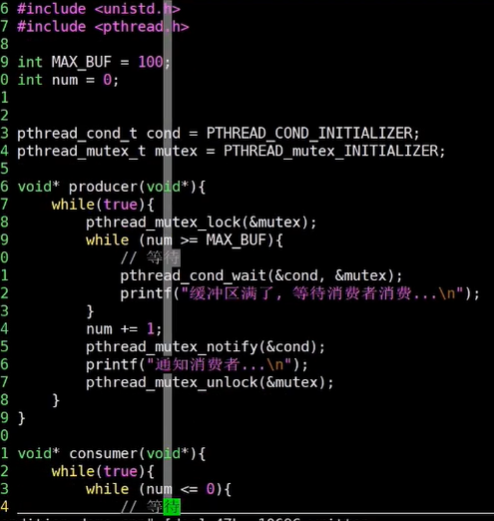 6 #include <unistd.h>
7 #include <pthread.h>
8
9 int MAX_BUF = 100;
0 int num = 0;
1
2
3 pthread_cond_t cond = PTHREAD_COND_INITIALIZER;
4 pthread_mutex_t mutex = PTHREAD_mutex_INITIALIZER;
5
6 void* producer(void*){
7     while(true){
8         pthread_mutex_lock(&mutex);
9         while (num >= MAX_BUF){
0             // 等待
1             pthread_cond_wait(&cond, &mutex);
2             printf("缓冲区满了, 等待消费者消费...\n");
3         }
4         num += 1;
5         pthread_mutex_notify(&cond);
6         printf("通知消费者...\n");
7         pthread_mutex_unlock(&mutex);
8     }
9 }
0
1 void* consumer(void*){
2     while(true){
3         while (num <= 0){
4             // 等待